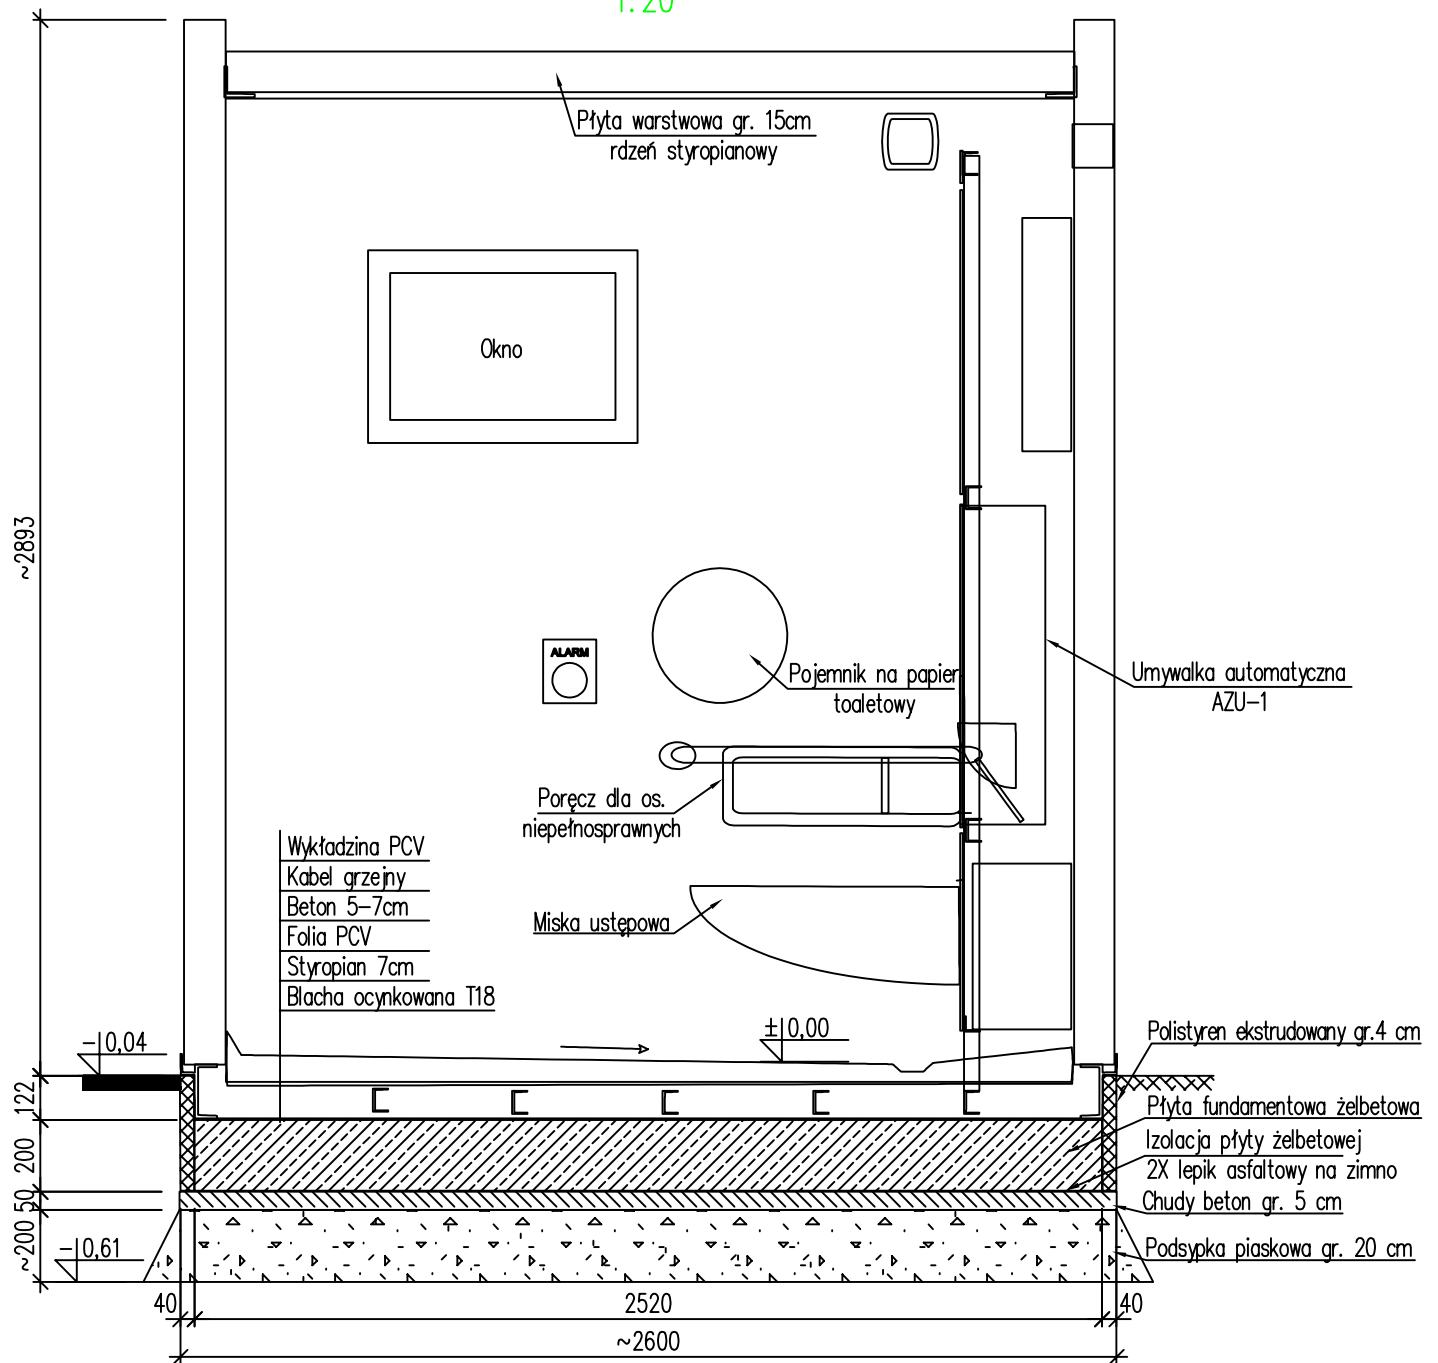 1:20
Płyta warstwowa gr. 15cm
rdzeń styropianowy
Okno
~2893
ALARM
Pojemnik na papier
toaletowy
Umywalka automatyczna
AZU-1
Poręcz dla os.
niepełnosprawnych
Wykładzina PCV
Kabel grzejny
Beton 5-7cm
Folia PCV
Styropian 7cm
Blacha ocynkowana T18
Miska ustępowa
-0,04
±0,00
Polistyren ekstrudowany gr.4 cm
122
Płyta fundamentowa żelbetowa
Izolacja płyty żelbetowej
2X lepik asfaltowy na zimno
200
Chudy beton gr. 5 cm
50
~200
-0,61
Podsypka piaskowa gr. 20 cm
40
2520
40
~2600